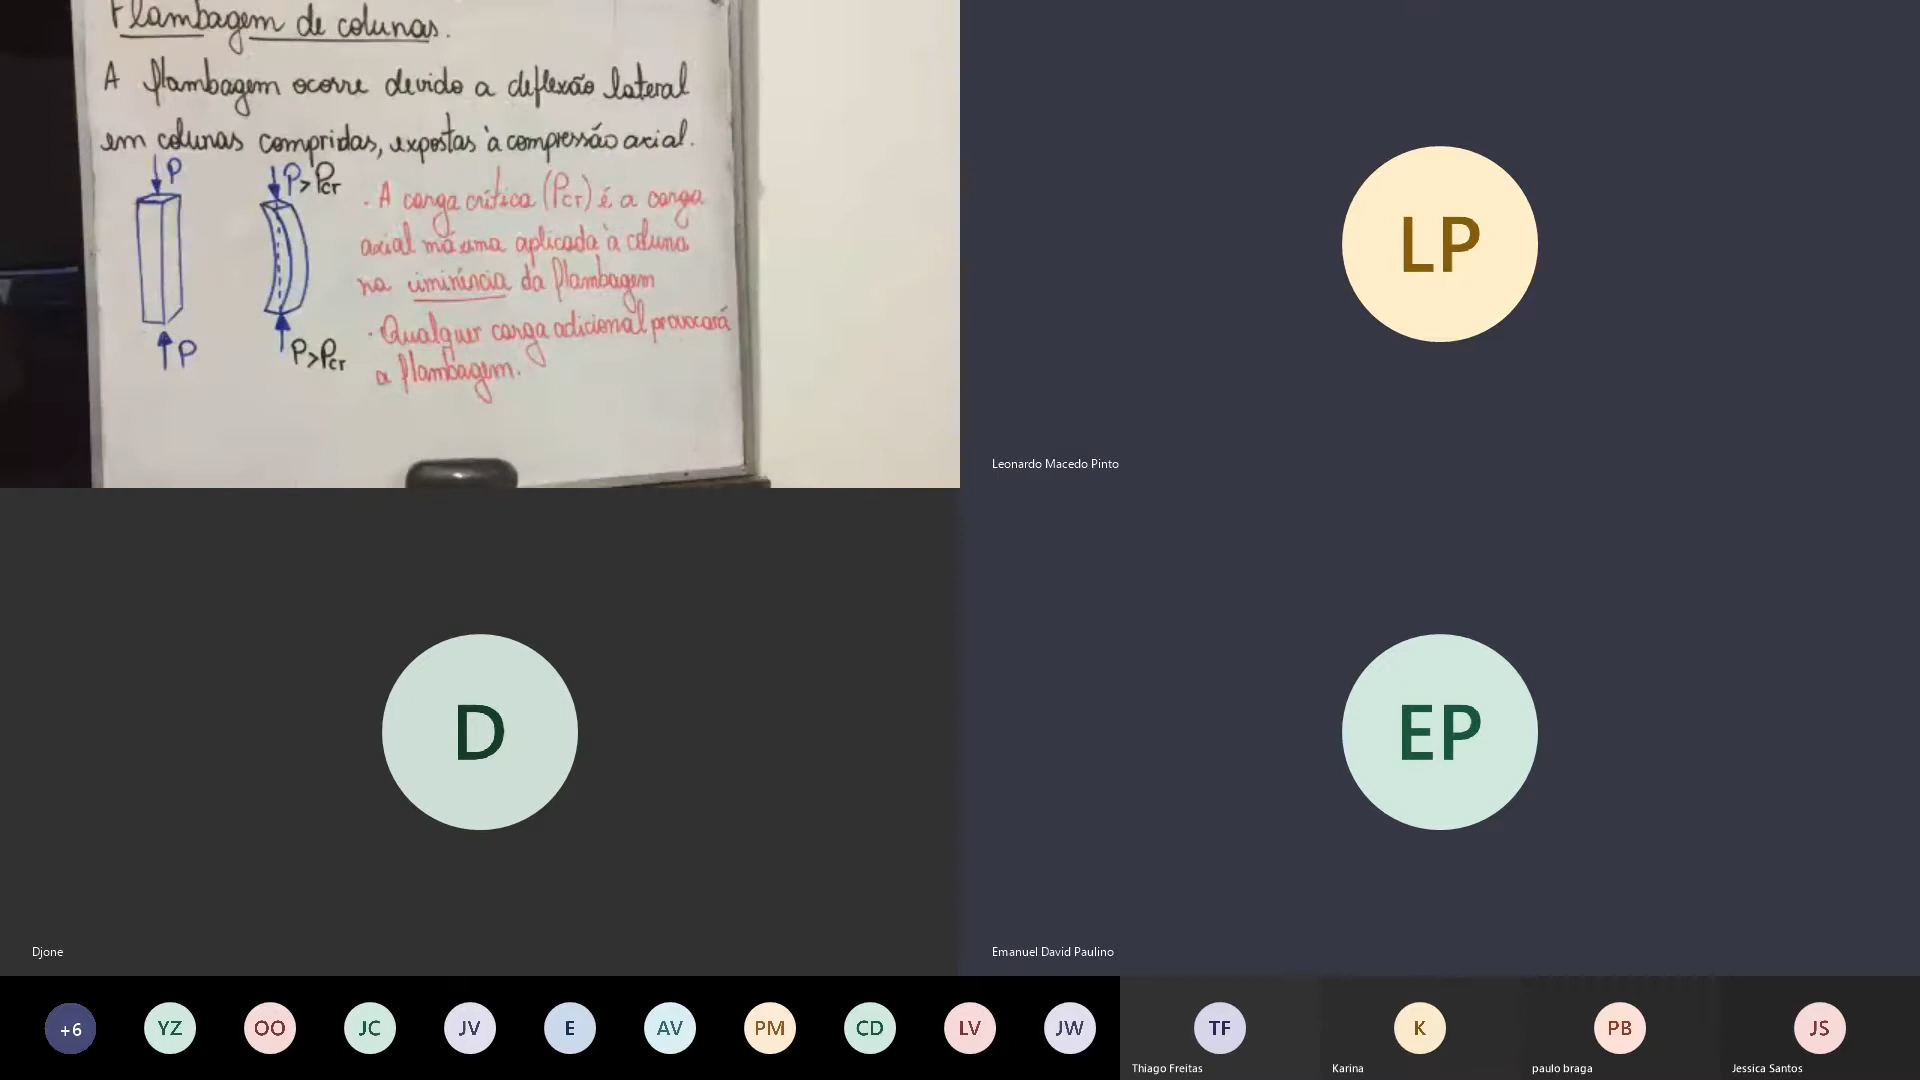 Flambagem de colunas.
A flambagem ocorre devido a deflexão lateral
em colunas compridas, expostas à compressão axial.
P
P>Pcr
. A carga crítica (Pcr) é a carga
axial máxima aplicada à coluna
na iminência da flambagem
. Qualquer carga adicional provocará
a flambagem.
P
P>Pcr
LP
Leonardo Macedo Pinto
D
Djone
EP
Emanuel David Paulino
+6
YZ
OO
JC
JV
E
AV
PM
CD
LV
JW
TF
Thiago Freitas
K
Karina
PB
paulo braga
JS
Jessica Santos